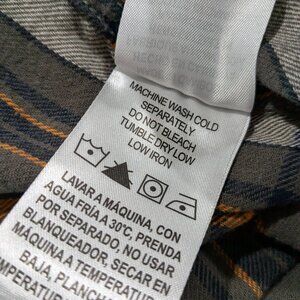 MACHINE WASH COLD
SEPARATELY
DO NOT BLEACH
TUMBLE DRY LOW
LOW IRON
LAVAR A MÁQUINA, CON
AGUA FRÍA A 30°C, PRENDA
POR SEPARADO. NO USAR
BLANQUEADOR. SECAR EN
MÁQUINA A TEMPERATURA
BAJA, PLANCHA
TEMPERATURA